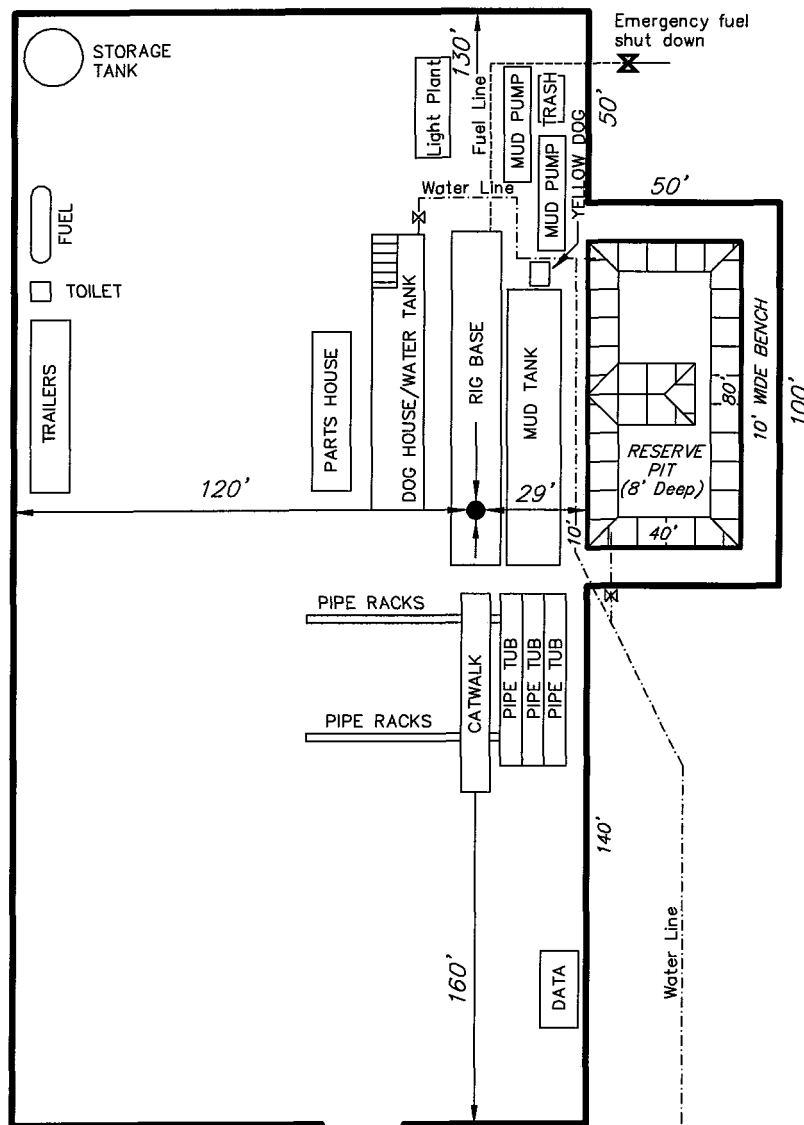 Emergency fuel
shut down
STORAGE
TANK
130'
Light Plant
Fuel Line
MUD PUMP
TRASH
50'
MUD PUMP
YELLOW DOG
Water Line
50'
FUEL
TOILET
TRAILERS
PARTS HOUSE
DOG HOUSE/WATER TANK
RIG BASE
MUD TANK
80'
10' WIDE BENCH
100'
RESERVE
PIT
(8' Deep)
120'
29'
10'
40'
PIPE RACKS
CATWALK
PIPE TUB
PIPE TUB
PIPE TUB
PIPE RACKS
140'
160'
DATA
Water Line